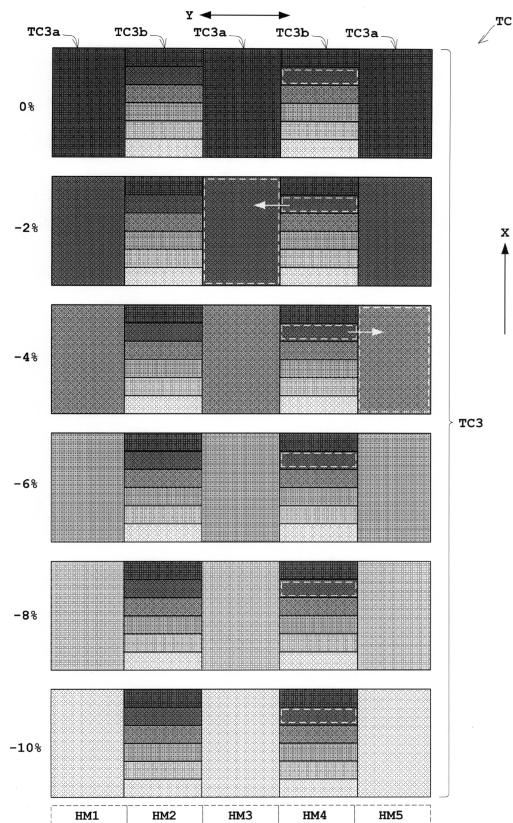 Y
TC
TC3a TC3b TC3a TC3b TC3a
0%
-2%
X
-4%
TC3
-6%
-8%
-10%
HM1 HM2 HM3 HM4 HM5